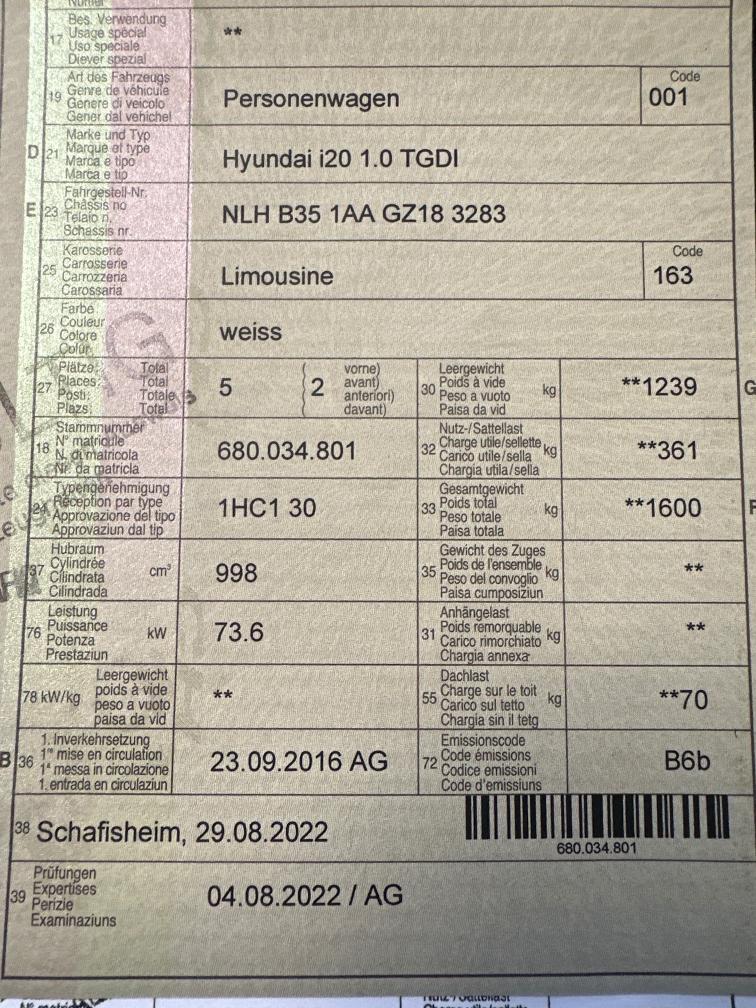 17 Bes. Verwendung
Usage spécial
Uso speciale
Diever spezial
**
19 Art des Fahrzeugs
Genre de véhicule
Genere di veicolo
Gener dal vehichel
Personenwagen
Code
001
D 21 Marke und Typ
Marque et type
Marca e tipo
Marca e tip
Hyundai i20 1.0 TGDI
E 23 Fahrgestell-Nr.
Châssis no
Telaio n.
Schassis nr.
NLH B35 1AA GZ18 3283
25 Karosserie
Carrosserie
Carrozzeria
Carossaria
Limousine
Code
163
26 Farbe
Couleur
Colore
Colur
weiss
27 Plätze: Total
Places: Total
Posti: Totale
Plazs: Total
5
2
vorne)
avant)
anteriori)
davant)
30 Leergewicht
Poids à vide
Peso a vuoto
Paisa da vid
kg
**1239
G
18 Stammnummer
N° matricule
N. di matricola
Nr. da matricla
680.034.801
32 Nutz-/Sattellast
Charge utile/sellette
Carico utile/sella
Chargia utila/sella
kg
**361
24 Typengenehmigung
Réception par type
Approvazione del tipo
Approvaziun dal tip
1HC1 30
33 Gesamtgewicht
Poids total
Peso totale
Paisa totala
kg
**1600
F
37 Hubraum
Cylindrée
Cilindrata
Cilindrada
cm³
998
35 Gewicht des Zuges
Poids de l'ensemble
Peso del convoglio
Paisa cumposiziun
kg
**
76 Leistung
Puissance
Potenza
Prestaziun
kW
73.6
31 Anhängelast
Poids remorquable
Carico rimorchiato
Chargia annexa
kg
**
78 kW/kg
Leergewicht
poids à vide
peso a vuoto
paisa da vid
**
55 Dachlast
Charge sur le toit
Carico sul tetto
Chargia sin il tetg
kg
**70
B 36 1. Inverkehrsetzung
1re mise en circulation
1a messa in circolazione
1. entrada en circulaziun
23.09.2016 AG
72 Emissionscode
Code émissions
Codice emissioni
Code d'emissiuns
B6b
38 Schafisheim, 29.08.2022
680.034.801
39 Prüfungen
Expertises
Perizie
Examinaziuns
04.08.2022 / AG